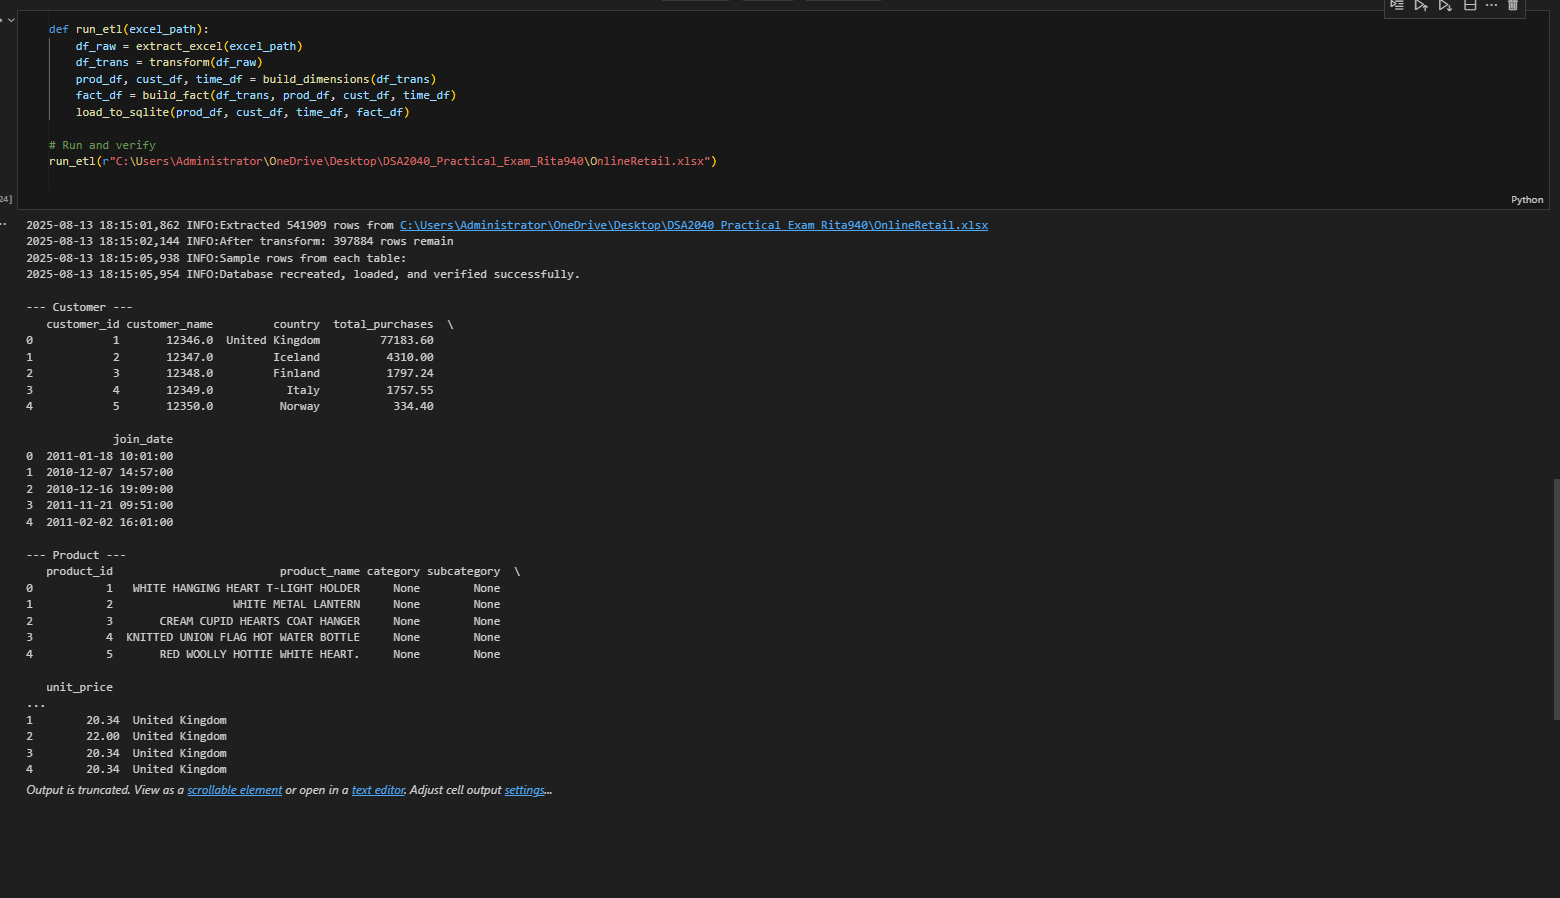 def run_etl(excel_path):
    df_raw = extract_excel(excel_path)
    df_trans = transform(df_raw)
    prod_df, cust_df, time_df = build_dimensions(df_trans)
    fact_df = build_fact(df_trans, prod_df, cust_df, time_df)
    load_to_sqlite(prod_df, cust_df, time_df, fact_df)
# Run and verify
run_etl(r"C:\Users\Administrator\OneDrive\Desktop\DSA2040_Practical_Exam_Rita940\OnlineRetail.xlsx")
24]
Python
2025-08-13 18:15:01,862 INFO:Extracted 541909 rows from C:\Users\Administrator\OneDrive\Desktop\DSA2040_Practical_Exam_Rita940\OnlineRetail.xlsx
2025-08-13 18:15:02,144 INFO:After transform: 397884 rows remain
2025-08-13 18:15:05,938 INFO:Sample rows from each table:
2025-08-13 18:15:05,954 INFO:Database recreated, loaded, and verified successfully.
--- Customer ---
   customer_id customer_name         country  total_purchases  \
0            1       12346.0  United Kingdom         77183.60
1            2       12347.0         Iceland          4310.00
2            3       12348.0         Finland          1797.24
3            4       12349.0           Italy          1757.55
4            5       12350.0          Norway           334.40
             join_date
0  2011-01-18 10:01:00
1  2010-12-07 14:57:00
2  2010-12-16 19:09:00
3  2011-11-21 09:51:00
4  2011-02-02 16:01:00
--- Product ---
   product_id                         product_name category subcategory  \
0           1   WHITE HANGING HEART T-LIGHT HOLDER     None        None
1           2                  WHITE METAL LANTERN     None        None
2           3       CREAM CUPID HEARTS COAT HANGER     None        None
3           4  KNITTED UNION FLAG HOT WATER BOTTLE     None        None
4           5       RED WOOLLY HOTTIE WHITE HEART.     None        None
   unit_price
...
1        20.34  United Kingdom
2        22.00  United Kingdom
3        20.34  United Kingdom
4        20.34  United Kingdom
Output is truncated. View as a scrollable element or open in a text editor. Adjust cell output settings...